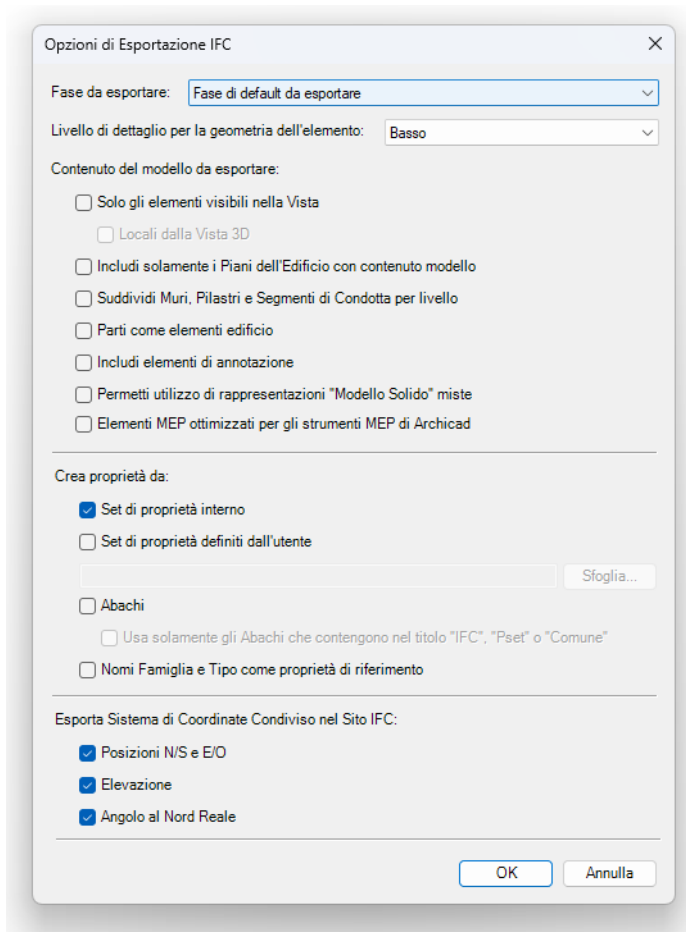 Opzioni di Esportazione IFC
Fase da esportare: Fase di default da esportare
Livello di dettaglio per la geometria dell'elemento: Basso
Contenuto del modello da esportare:
Solo gli elementi visibili nella Vista
Locali dalla Vista 3D
Includi solamente i Piani dell'Edificio con contenuto modello
Suddividi Muri, Pilastri e Segmenti di Condotta per livello
Parti come elementi edificio
Includi elementi di annotazione
Permetti utilizzo di rappresentazioni "Modello Solido" miste
Elementi MEP ottimizzati per gli strumenti MEP di Archicad
Crea proprietà da:
Set di proprietà interno
Set di proprietà definiti dall'utente
Sfoglia...
Abachi
Usa solamente gli Abachi che contengono nel titolo "IFC", "Pset" o "Comune"
Nomi Famiglia e Tipo come proprietà di riferimento
Esporta Sistema di Coordinate Condiviso nel Sito IFC:
Posizioni N/S e E/O
Elevazione
Angolo al Nord Reale
OK Annulla